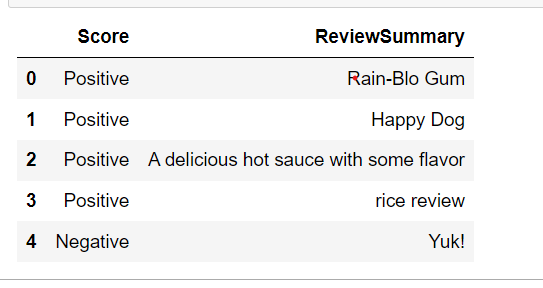 Score ReviewSummary
0 Positive Rain-Blo Gum
1 Positive Happy Dog
2 Positive A delicious hot sauce with some flavor
3 Positive rice review
4 Negative Yuk!